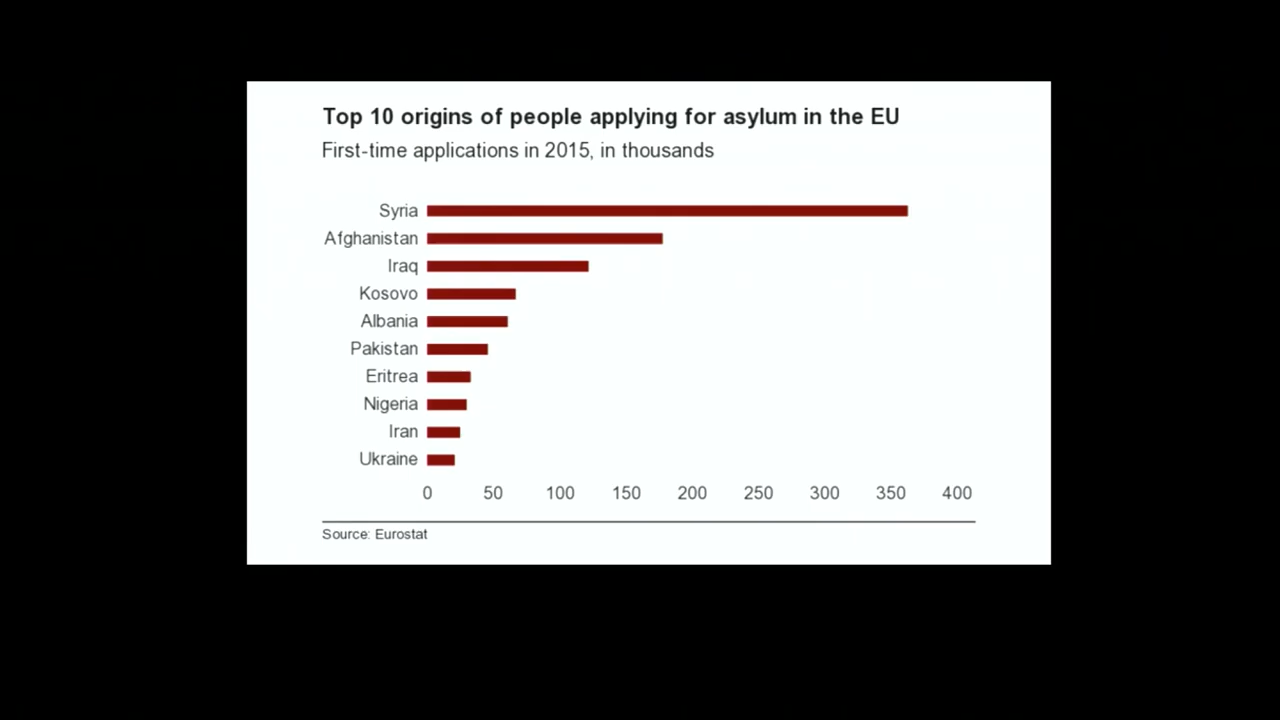 Top 10 origins of people applying for asylum in the EU
First-time applications in 2015, in thousands
Syria
Afghanistan
Iraq
Kosovo
Albania
Pakistan
Eritrea
Nigeria
Iran
Ukraine
0 50 100 150 200 250 300 350 400
Source: Eurostat